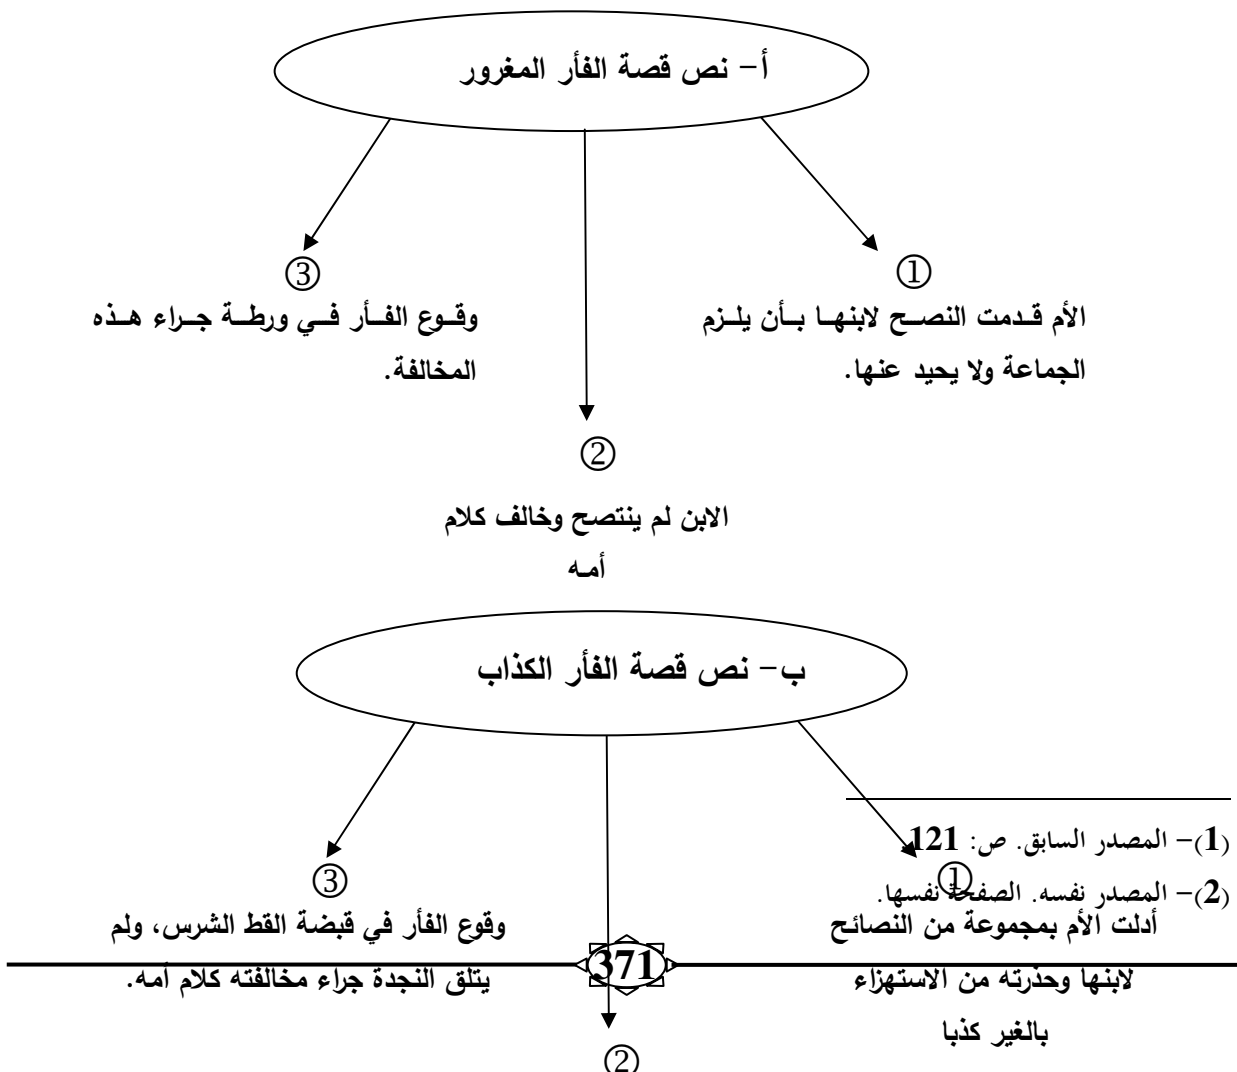 أ- نص قصة الفأر المغرور
①
الأم قدمت النصح لابنها بأن يلزم
الجماعة ولا يحيد عنها.
②
الابن لم ينتصح وخالف كلام
أمه
③
وقوع الفأر في ورطة جراء هذه
المخالفة.
ب- نص قصة الفأر الكذاب
①
أدلت الأم بمجموعة من النصائح
لابنها وحذرته من الاستهزاء
بالغير كذبا
②
③
وقوع الفأر في قبضة القط الشرس، ولم
يتلق النجدة جراء مخالفته كلام أمه.
(1)- المصدر السابق. ص: 121
(2)- المصدر نفسه. الصفحة نفسها.
371